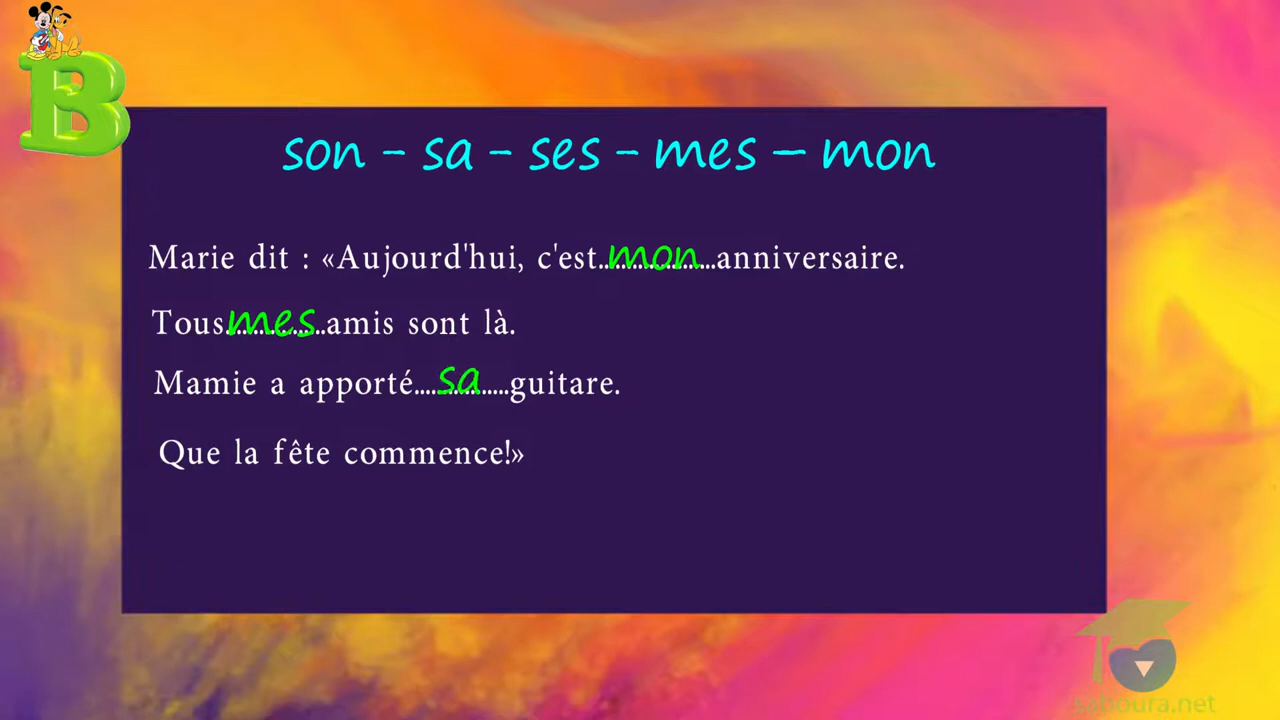 B
son - sa - ses - mes – mon
Marie dit : «Aujourd'hui, c'est...mon...anniversaire.
Tous...mes...amis sont là.
Mamie a apporté....sa.....guitare.
Que la fête commence!»
saboura.net